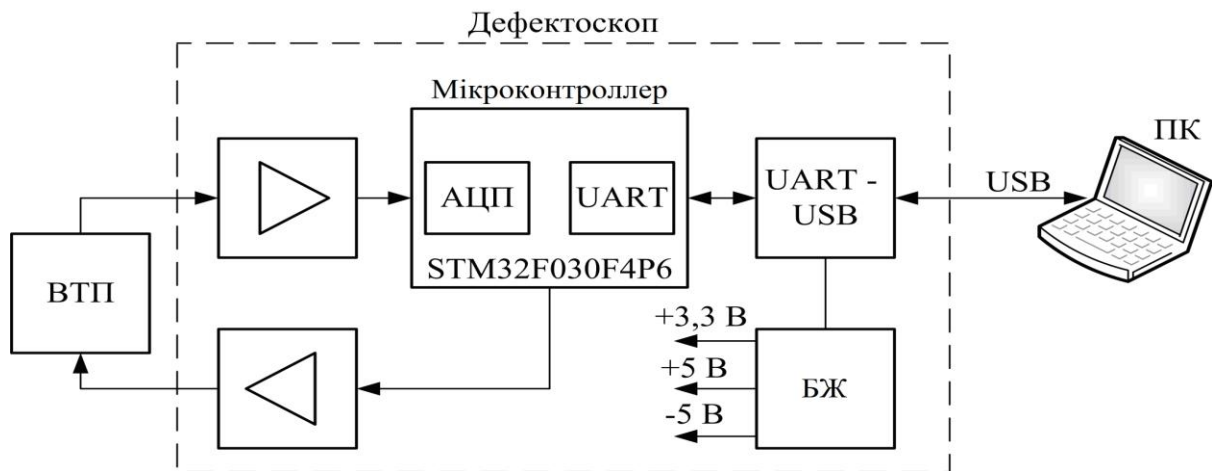 Дефектоскоп
Мікроконтроллер
ПК
АЦП
UART
UART -
USB
USB
STM32F030F4P6
ВТП
+3,3 В
+5 В
-5 В
БЖ